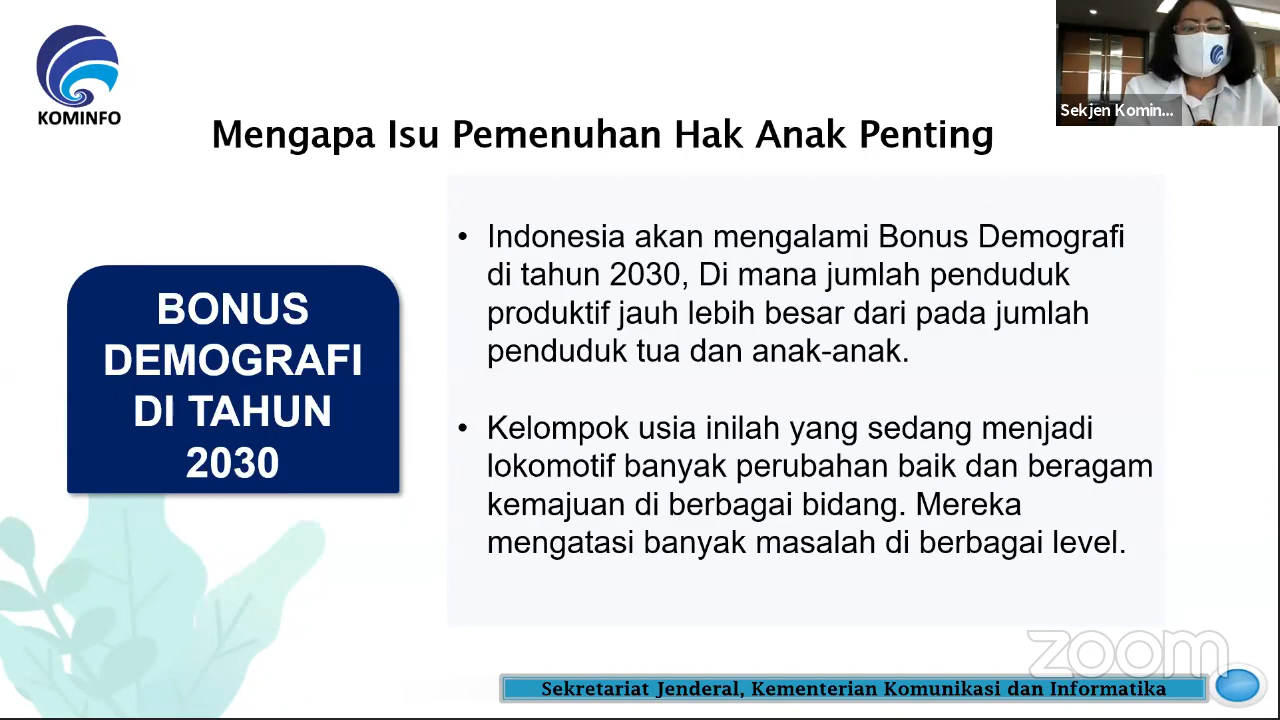 KOMINFO
Sekjen Komin...
Mengapa Isu Pemenuhan Hak Anak Penting
BONUS
DEMOGRAFI
DI TAHUN
2030
• Indonesia akan mengalami Bonus Demografi
di tahun 2030, Di mana jumlah penduduk
produktif jauh lebih besar dari pada jumlah
penduduk tua dan anak-anak.
• Kelompok usia inilah yang sedang menjadi
lokomotif banyak perubahan baik dan beragam
kemajuan di berbagai bidang. Mereka
mengatasi banyak masalah di berbagai level.
zoom
Sekretariat Jenderal, Kementerian Komunikasi dan Informatika